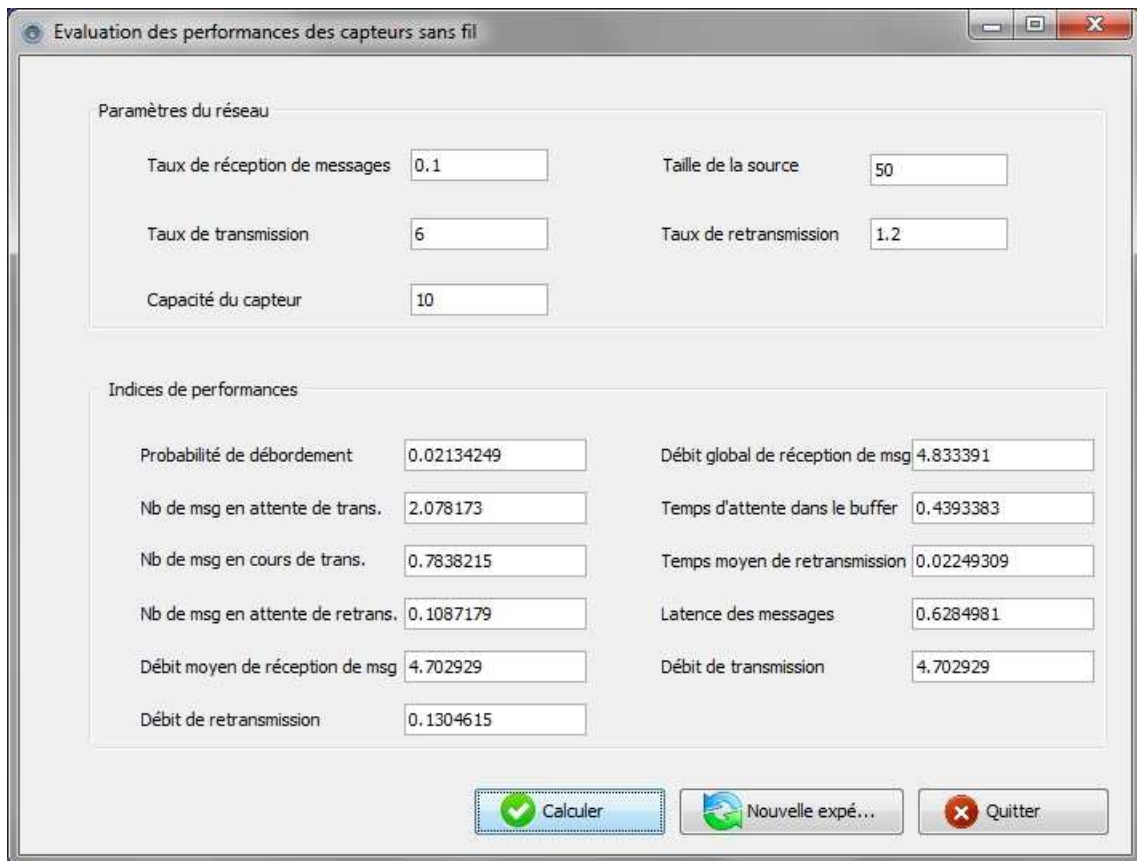 Evaluation des performances des capteurs sans fil
Paramètres du réseau
Taux de réception de messages 0.1 Taille de la source 50
Taux de transmission 6 Taux de retransmission 1.2
Capacité du capteur 10
Indices de performances
Probabilité de débordement 0.02134249 Débit global de réception de msg 4.833391
Nb de msg en attente de trans. 2.078173 Temps d'attente dans le buffer 0.4393383
Nb de msg en cours de trans. 0.7838215 Temps moyen de retransmission 0.02249309
Nb de msg en attente de retrans. 0.1087179 Latence des messages 0.6284981
Débit moyen de réception de msg 4.702929 Débit de transmission 4.702929
Débit de retransmission 0.1304615
Calculer Nouvelle expé... Quitter